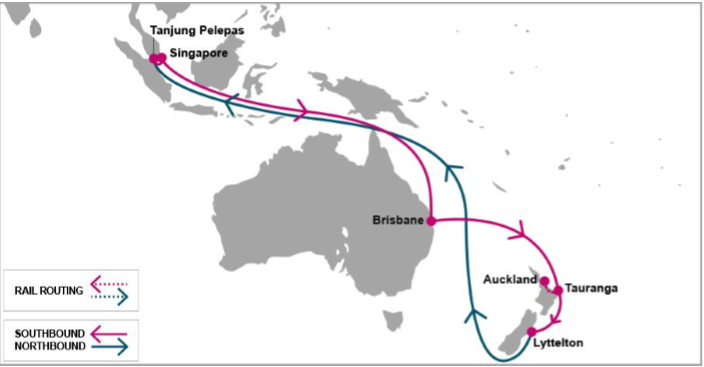 Tanjung Pelepas
Singapore
Brisbane
Auckland
Tauranga
Lyttelton
RAIL ROUTING
SOUTHBOUND
NORTHBOUND